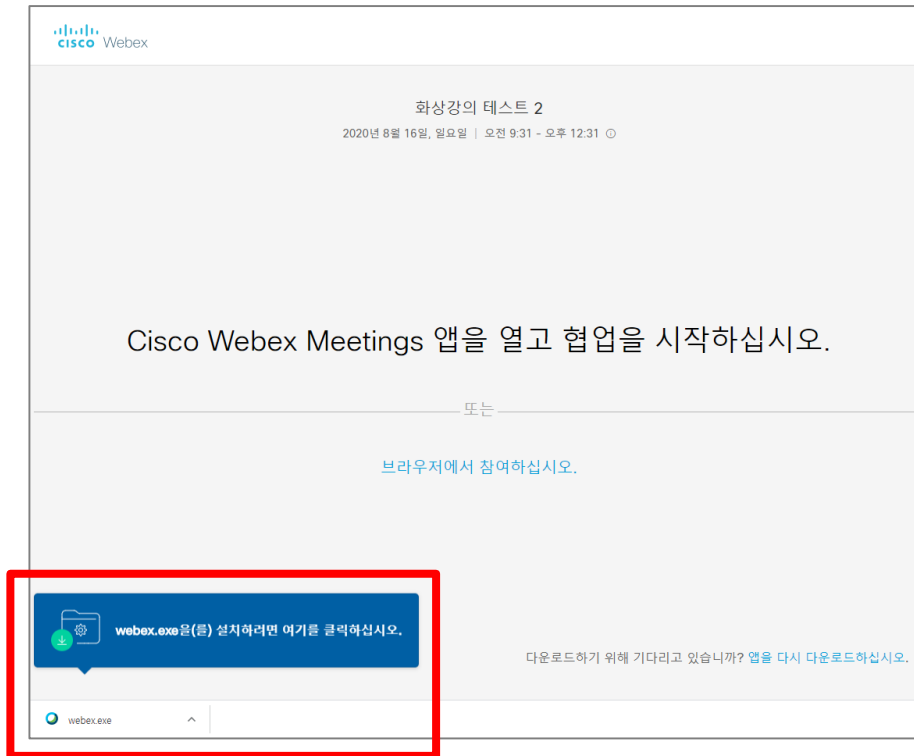 cisco Webex
화상강의 테스트 2
2020년 8월 16일, 일요일 | 오전 9:31 - 오후 12:31
Cisco Webex Meetings 앱을 열고 협업을 시작하십시오.
또는
브라우저에서 참여하십시오.
webex.exe을(를) 설치하려면 여기를 클릭하십시오.
다운로드하기 위해 기다리고 있습니까? 앱을 다시 다운로드하십시오.
webex.exe